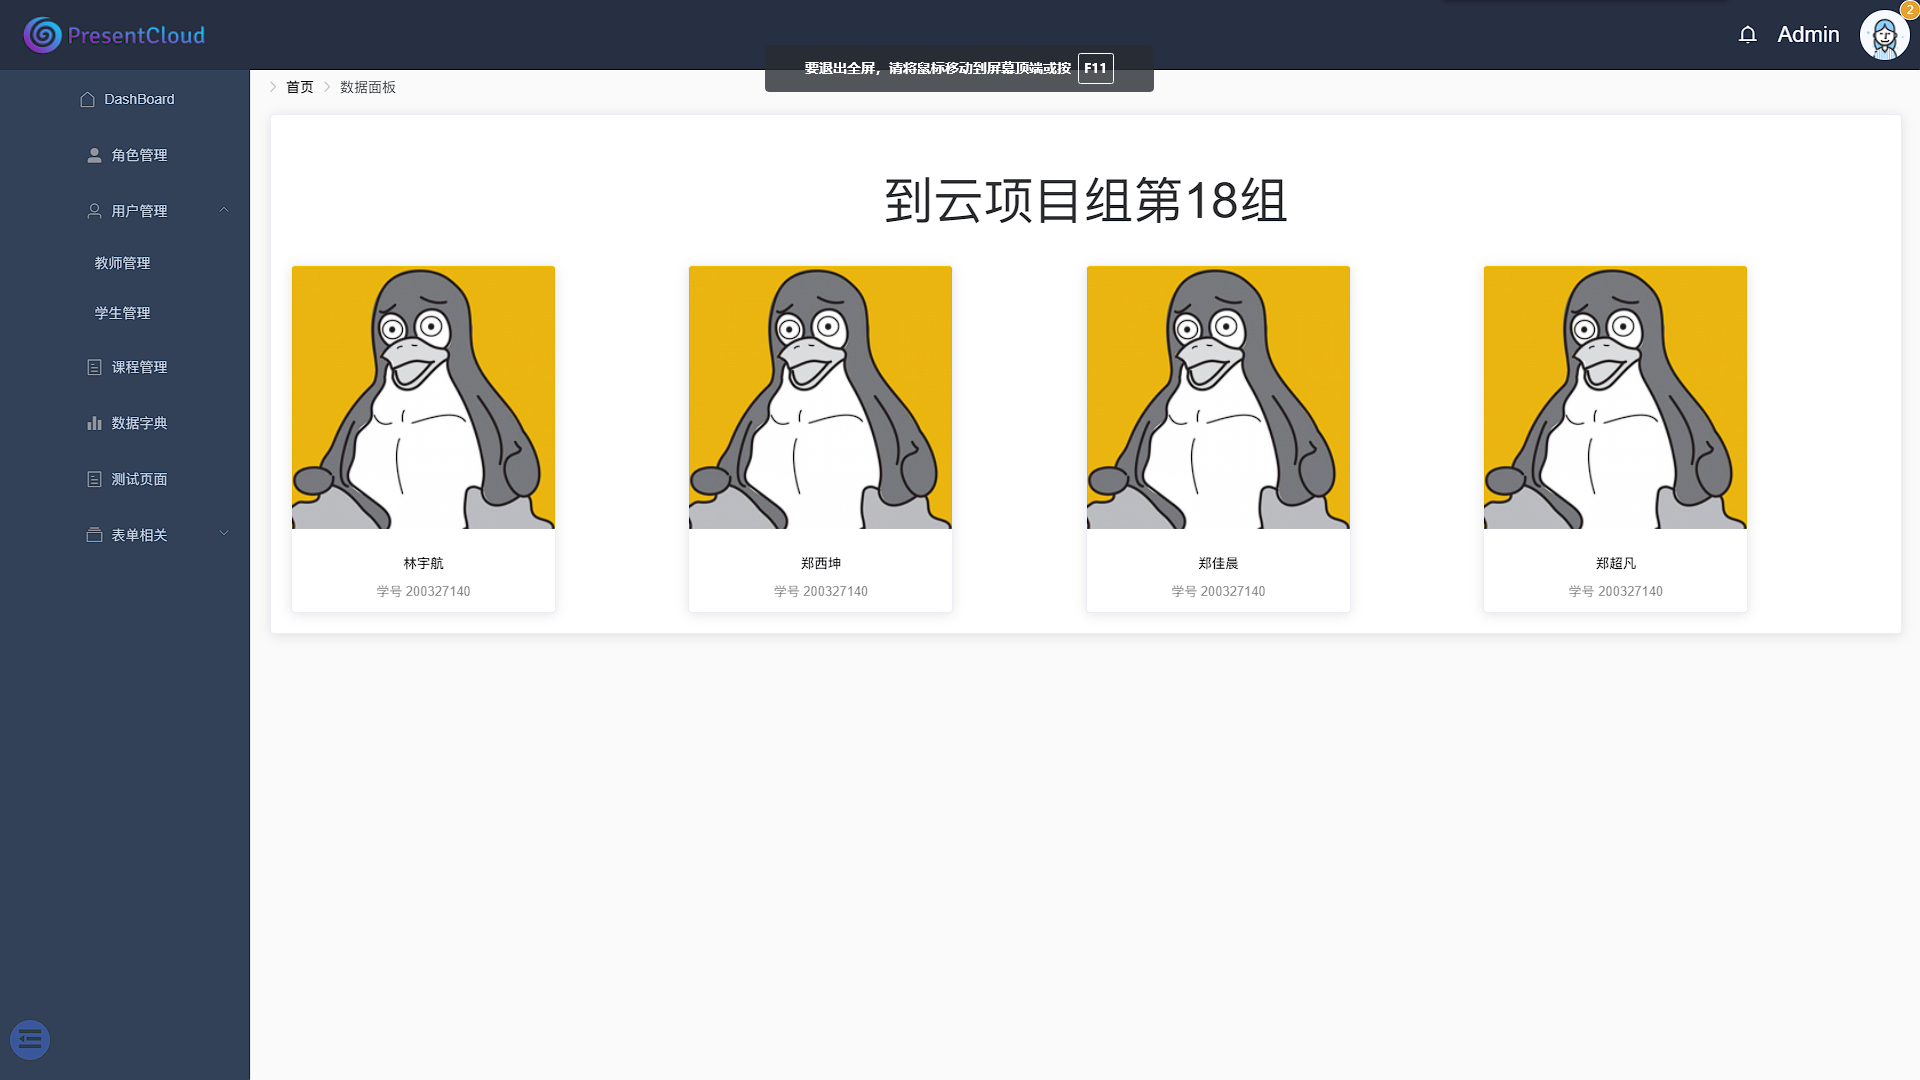 PresentCloud
Admin
2
要退出全屏，请将鼠标移动到屏幕顶端或按 F11
首页 数据面板
DashBoard
角色管理
用户管理
教师管理
学生管理
课程管理
数据字典
测试页面
表单相关
到云项目组第18组
林宇航
学号 200327140
郑西坤
学号 200327140
郑佳晨
学号 200327140
郑超凡
学号 200327140